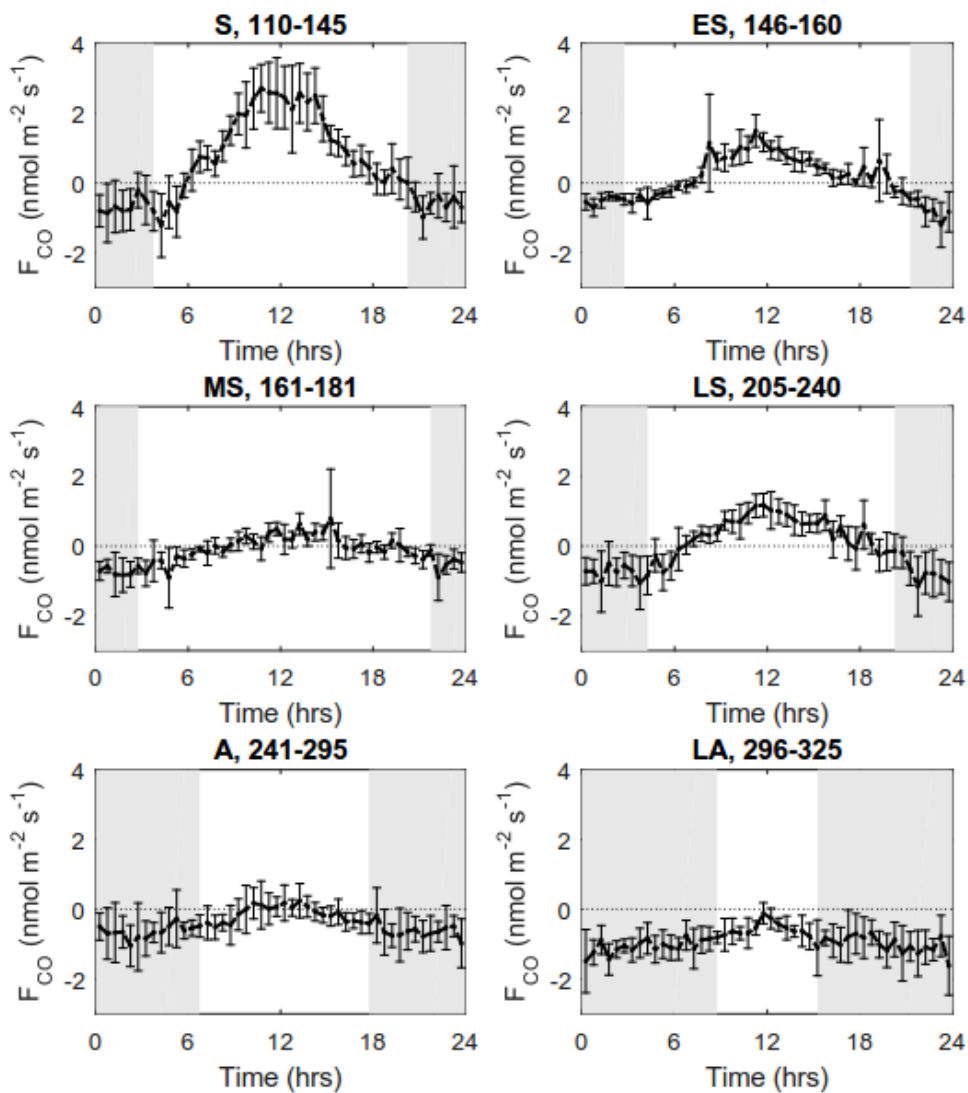 S, 110-145
4
2
0
-2
F_CO (nmol m^-2 s^-1)
0 6 12 18 24
Time (hrs)
ES, 146-160
4
2
0
-2
F_CO (nmol m^-2 s^-1)
0 6 12 18 24
Time (hrs)
MS, 161-181
4
2
0
-2
F_CO (nmol m^-2 s^-1)
0 6 12 18 24
Time (hrs)
LS, 205-240
4
2
0
-2
F_CO (nmol m^-2 s^-1)
0 6 12 18 24
Time (hrs)
A, 241-295
4
2
0
-2
F_CO (nmol m^-2 s^-1)
0 6 12 18 24
Time (hrs)
LA, 296-325
4
2
0
-2
F_CO (nmol m^-2 s^-1)
0 6 12 18 24
Time (hrs)